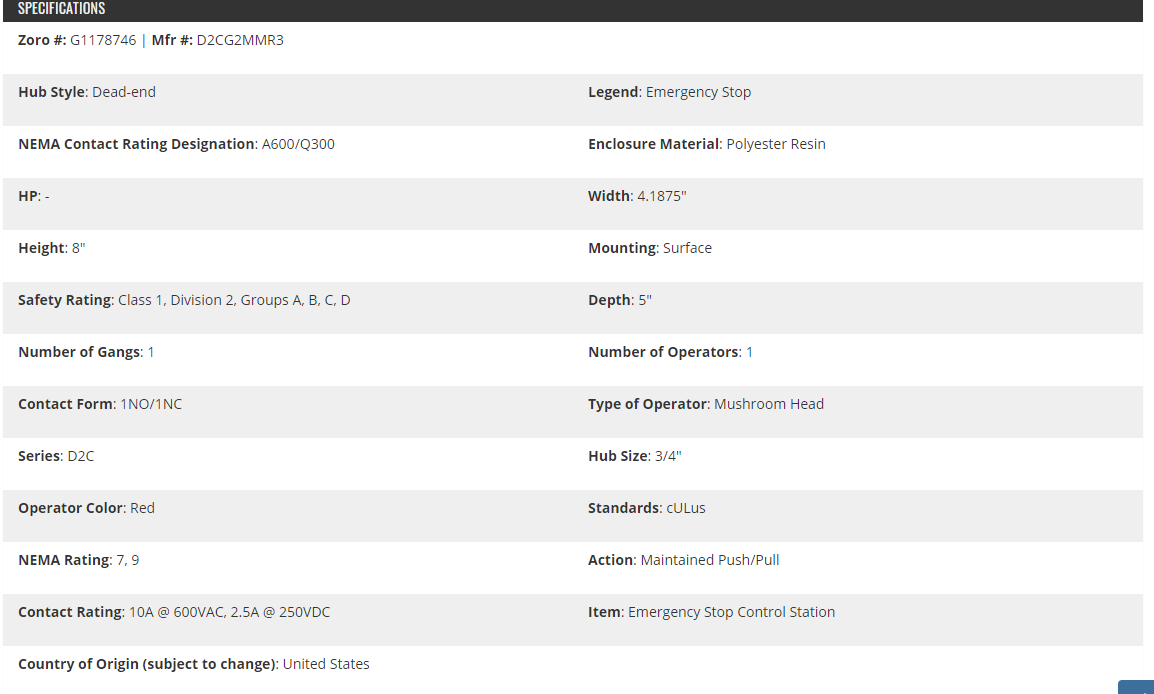 SPECIFICATIONS
Zoro #: G1178746 | Mfr #: D2CG2MMR3
Hub Style: Dead-end
Legend: Emergency Stop
NEMA Contact Rating Designation: A600/Q300
Enclosure Material: Polyester Resin
HP: -
Width: 4.1875"
Height: 8"
Mounting: Surface
Safety Rating: Class 1, Division 2, Groups A, B, C, D
Depth: 5"
Number of Gangs: 1
Number of Operators: 1
Contact Form: 1NO/1NC
Type of Operator: Mushroom Head
Series: D2C
Hub Size: 3/4"
Operator Color: Red
Standards: cULus
NEMA Rating: 7, 9
Action: Maintained Push/Pull
Contact Rating: 10A @ 600VAC, 2.5A @ 250VDC
Item: Emergency Stop Control Station
Country of Origin (subject to change): United States